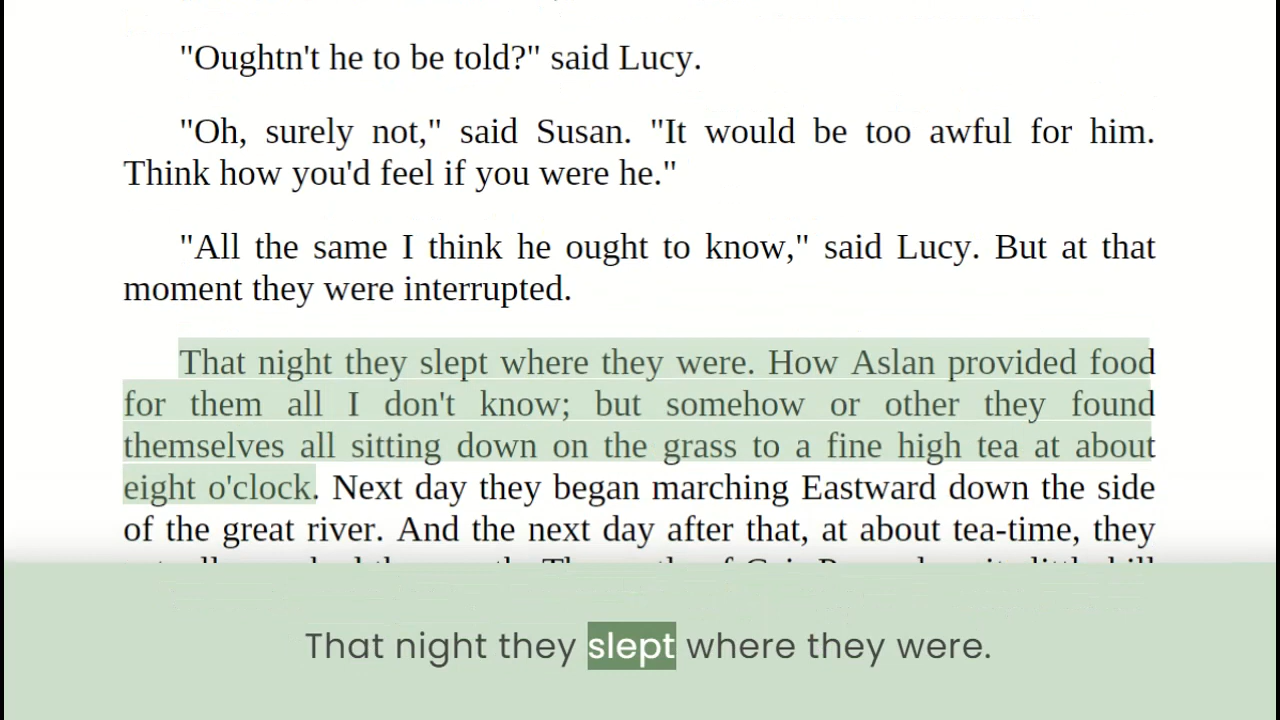 "Oughtn't he to be told?" said Lucy.
"Oh, surely not," said Susan. "It would be too awful for him.
Think how you'd feel if you were he."
"All the same I think he ought to know," said Lucy. But at that
moment they were interrupted.
That night they slept where they were. How Aslan provided food
for them all I don't know; but somehow or other they found
themselves all sitting down on the grass to a fine high tea at about
eight o'clock. Next day they began marching Eastward down the side
of the great river. And the next day after that, at about tea-time, they
That night they slept where they were.